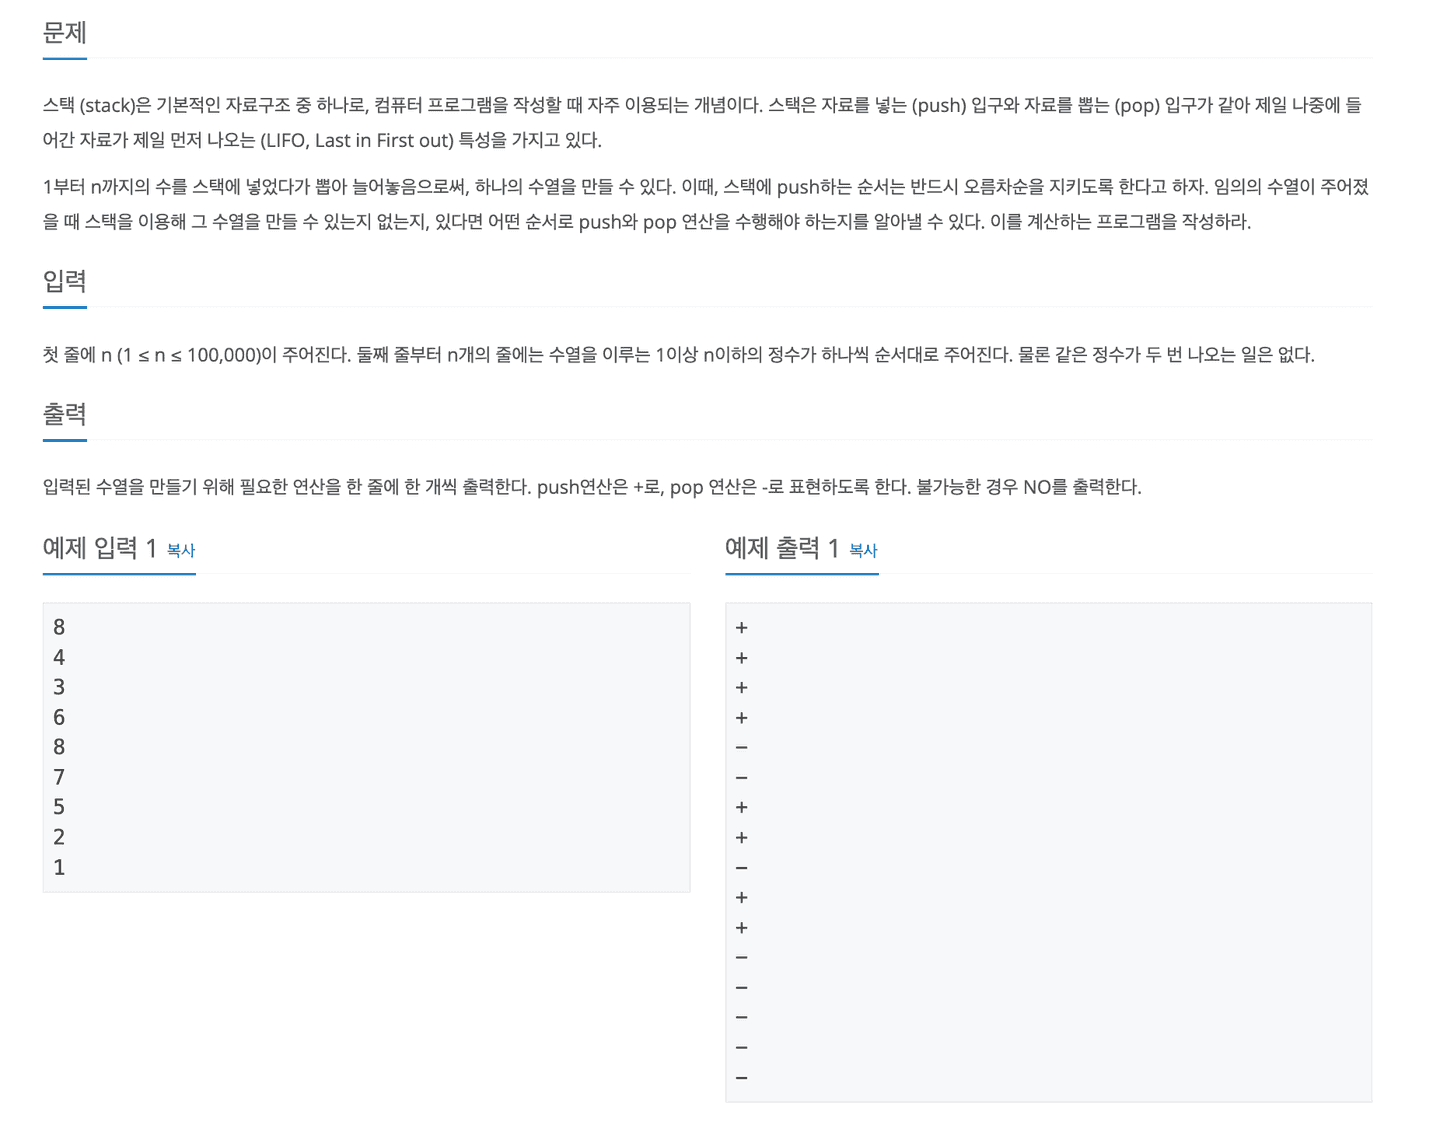 문제
스택 (stack)은 기본적인 자료구조 중 하나로, 컴퓨터 프로그램을 작성할 때 자주 이용되는 개념이다. 스택은 자료를 넣는 (push) 입구와 자료를 뽑는 (pop) 입구가 같아 제일 나중에 들
어간 자료가 제일 먼저 나오는 (LIFO, Last in First out) 특성을 가지고 있다.
1부터 n까지의 수를 스택에 넣었다가 뽑아 늘어놓음으로써, 하나의 수열을 만들 수 있다. 이때, 스택에 push하는 순서는 반드시 오름차순을 지키도록 한다고 하자. 임의의 수열이 주어졌
을 때 스택을 이용해 그 수열을 만들 수 있는지 없는지, 있다면 어떤 순서로 push와 pop 연산을 수행해야 하는지를 알아낼 수 있다. 이를 계산하는 프로그램을 작성하라.
입력
첫 줄에 n (1 ≤ n ≤ 100,000)이 주어진다. 둘째 줄부터 n개의 줄에는 수열을 이루는 1이상 n이하의 정수가 하나씩 순서대로 주어진다. 물론 같은 정수가 두 번 나오는 일은 없다.
출력
입력된 수열을 만들기 위해 필요한 연산을 한 줄에 한 개씩 출력한다. push연산은 +로, pop 연산은 -로 표현하도록 한다. 불가능한 경우 NO를 출력한다.
예제 입력 1 복사
8
4
3
6
8
7
5
2
1
예제 출력 1 복사
+
+
+
+
-
-
+
+
-
+
+
-
-
-
-
-